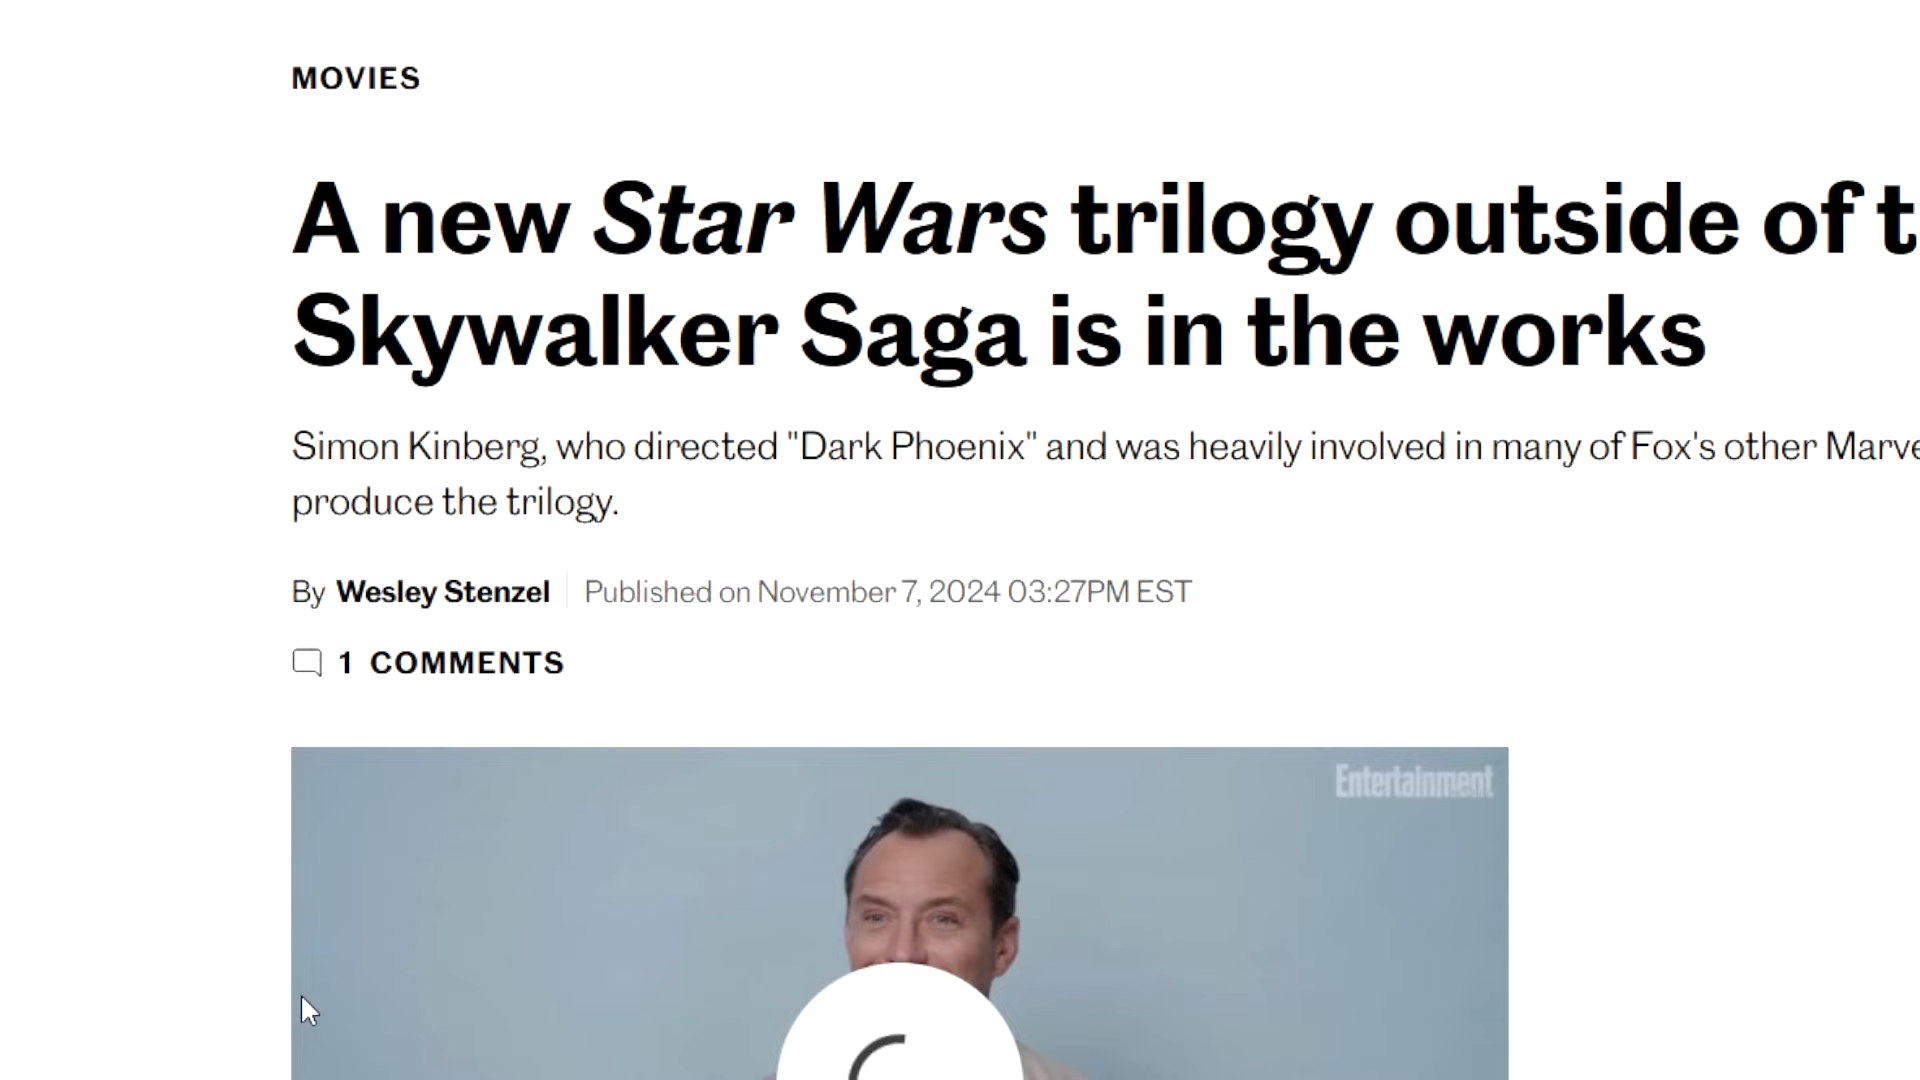 MOVIES
A new Star Wars trilogy outside of t
Skywalker Saga is in the works
Simon Kinberg, who directed "Dark Phoenix" and was heavily involved in many of Fox's other Marve
produce the trilogy.
By Wesley Stenzel Published on November 7, 2024 03:27PM EST
1 COMMENTS
Entertainment